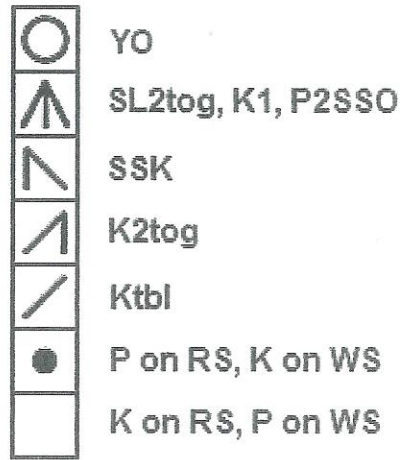 YO
SL2tog, K1, P2SSO
SSK
K2tog
Ktbl
P on RS, K on WS
K on RS, P on WS